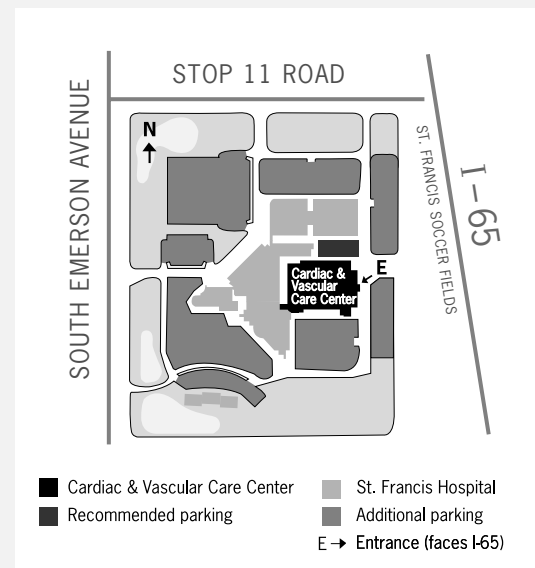 STOP 11 ROAD
SOUTH EMERSON AVENUE
N
I-65
ST. FRANCIS SOCCER FIELDS
E
Cardiac &
Vascular
Care Center
Cardiac & Vascular Care Center
St. Francis Hospital
Recommended parking
Additional parking
E → Entrance (faces I-65)